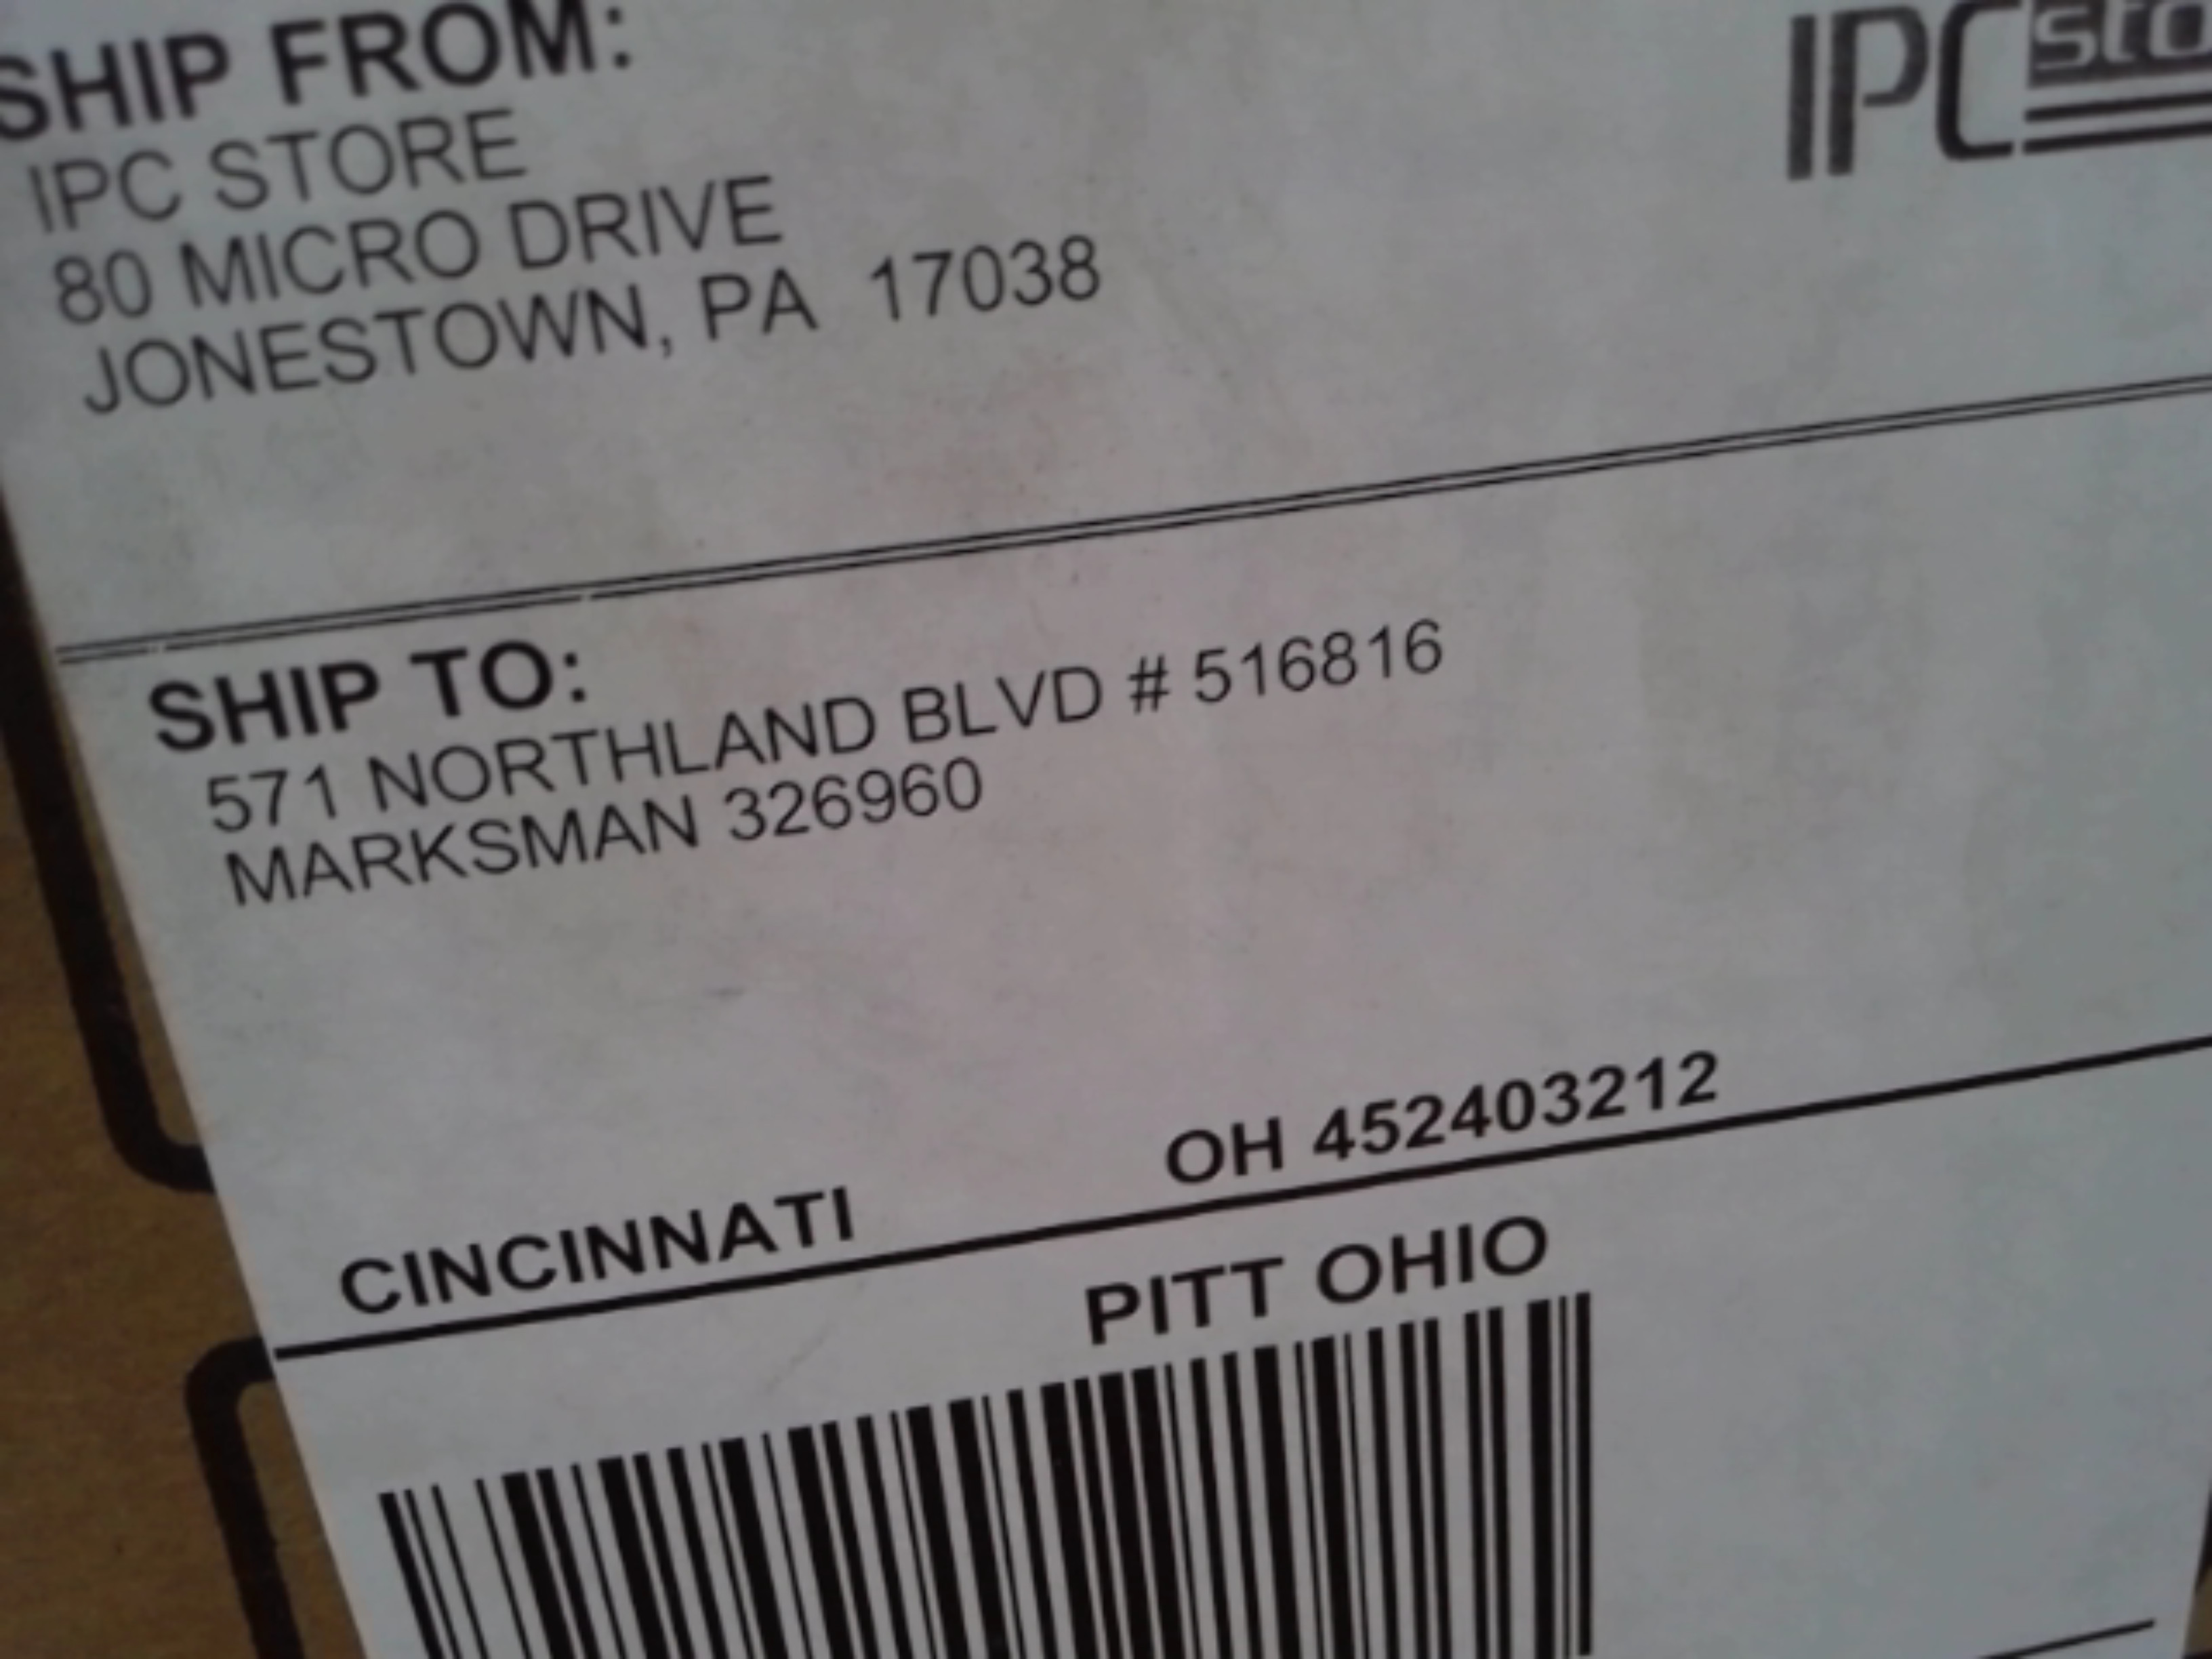 SHIP FROM:
IPC STORE
80 MICRO DRIVE
JONESTOWN, PA 17038
IPC
SHIP TO:
571 NORTHLAND BLVD # 516816
MARKSMAN 326960
CINCINNATI OH 452403212
PITT OHIO